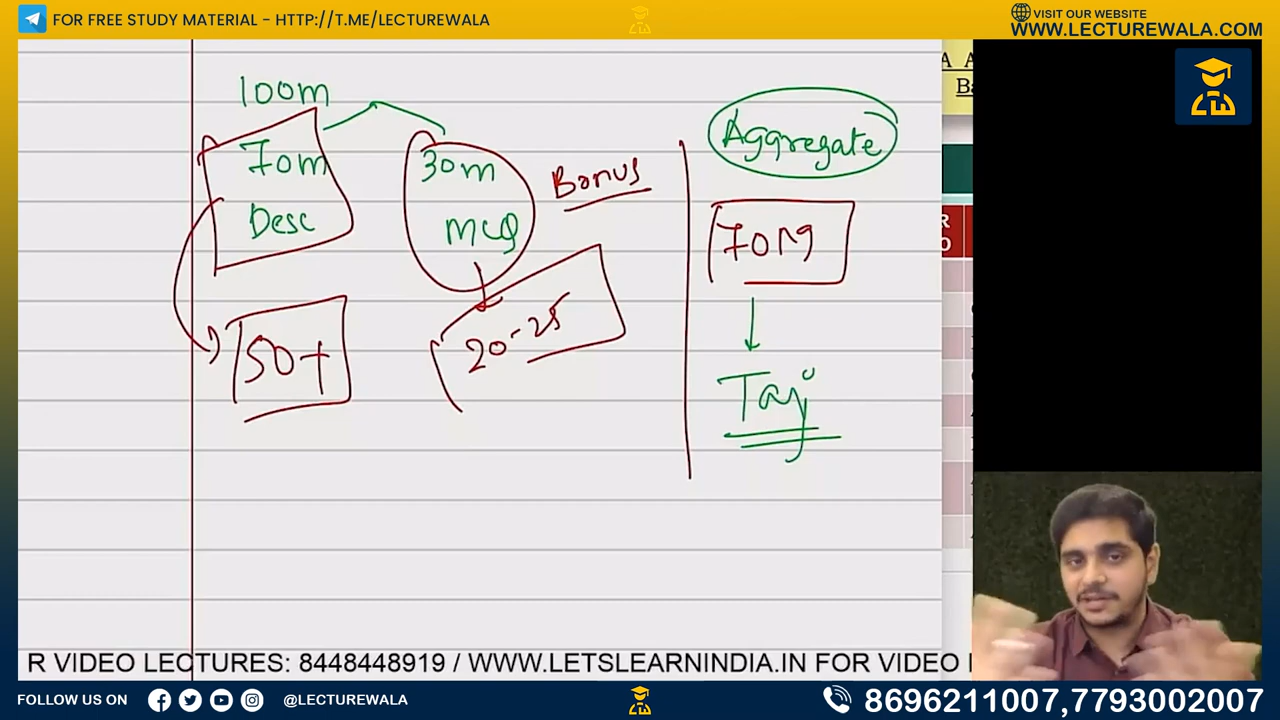 FOR FREE STUDY MATERIAL - HTTP://T.ME/LECTUREWALA
VISIT OUR WEBSITE
WWW.LECTUREWALA.COM
100m
70m
Desc
30m
MCQ
Bonus
50+
20-25
Aggregate
70M
Taj
A A
Ba
R
R VIDEO LECTURES: 8448448919 / WWW.LETSLEARNINDIA.IN FOR VIDEO
FOLLOW US ON
@LECTUREWALA
8696211007,7793002007